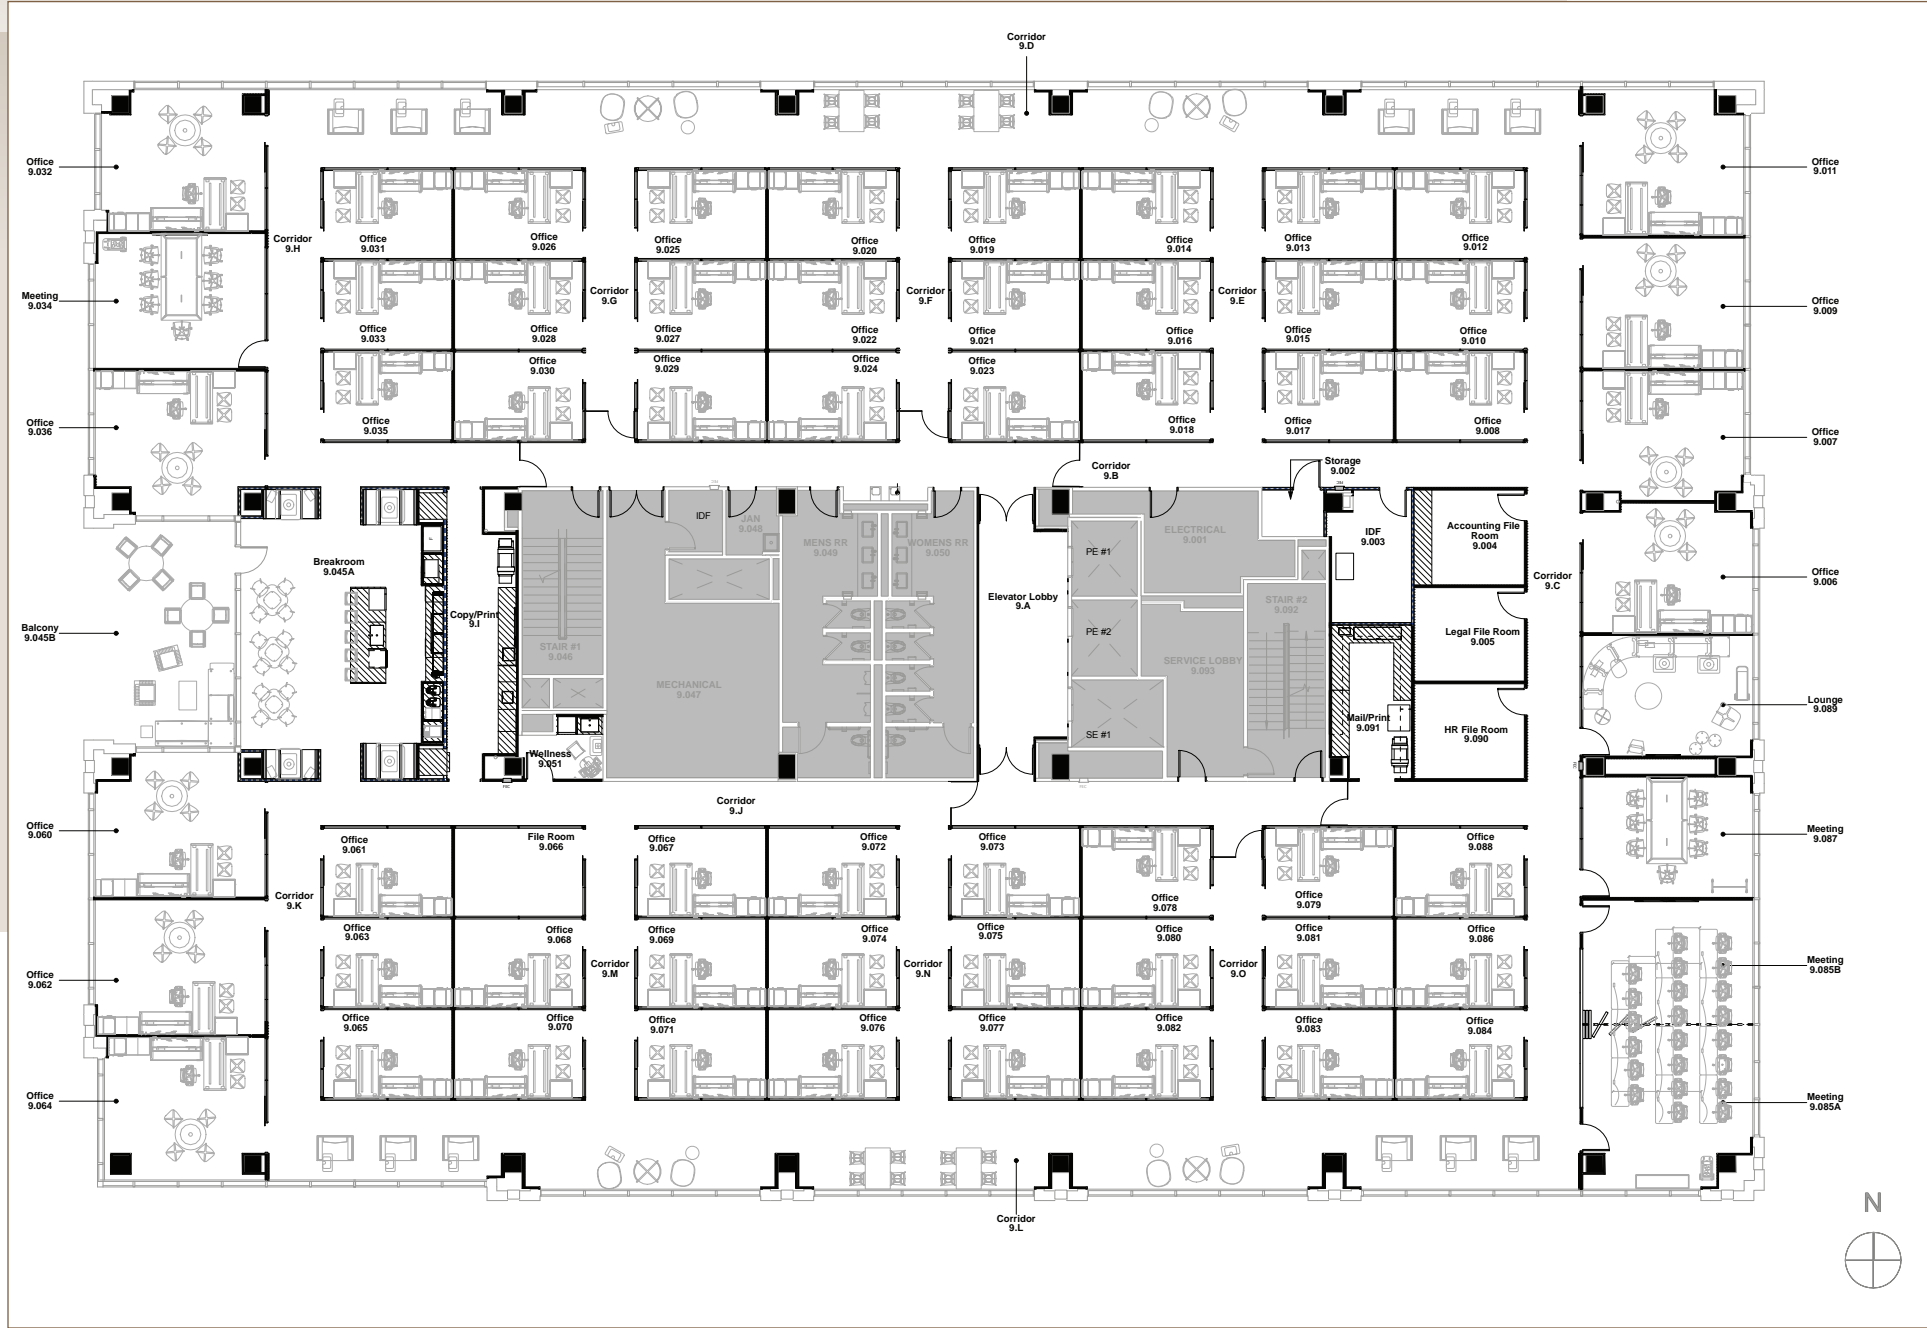 Corridor
9.D
Office
9.032
Office
9.011
Corridor
9.H
Office
9.031
Office
9.026
Office
9.025
Office
9.020
Office
9.019
Office
9.014
Office
9.013
Office
9.012
Meeting
9.034
Corridor
9.G
Corridor
9.F
Corridor
9.E
Office
9.009
Office
9.033
Office
9.028
Office
9.027
Office
9.022
Office
9.021
Office
9.016
Office
9.015
Office
9.010
Office
9.030
Office
9.029
Office
9.024
Office
9.023
Office
9.036
Office
9.035
Office
9.018
Office
9.017
Office
9.008
Office
9.007
Corridor
9.B
Storage
9.002
IDF
JAN
9.048
MENS RR
9.049
WOMENS RR
9.050
PE #1
ELECTRICAL
9.001
IDF
9.003
Accounting File
Room
9.004
Breakroom
9.045A
Corridor
9.C
Office
9.006
Elevator Lobby
9.A
STAIR #2
9.092
Copy/Print
9.I
Balcony
9.045B
PE #2
Legal File Room
9.005
STAIR #1
9.046
SERVICE LOBBY
9.093
MECHANICAL
9.047
Lounge
9.089
Mail/Print
9.091
HR File Room
9.090
SE #1
Wellness
9.051
Corridor
9.J
Office
9.060
Meeting
9.087
Office
9.061
File Room
9.066
Office
9.067
Office
9.072
Office
9.073
Office
9.088
Corridor
9.K
Office
9.078
Office
9.079
Office
9.063
Office
9.068
Office
9.069
Office
9.074
Office
9.075
Office
9.080
Office
9.081
Office
9.086
Office
9.062
Corridor
9.M
Corridor
9.N
Corridor
9.O
Meeting
9.085B
Office
9.065
Office
9.070
Office
9.071
Office
9.076
Office
9.077
Office
9.082
Office
9.083
Office
9.084
Office
9.064
Meeting
9.085A
Corridor
9.L
N